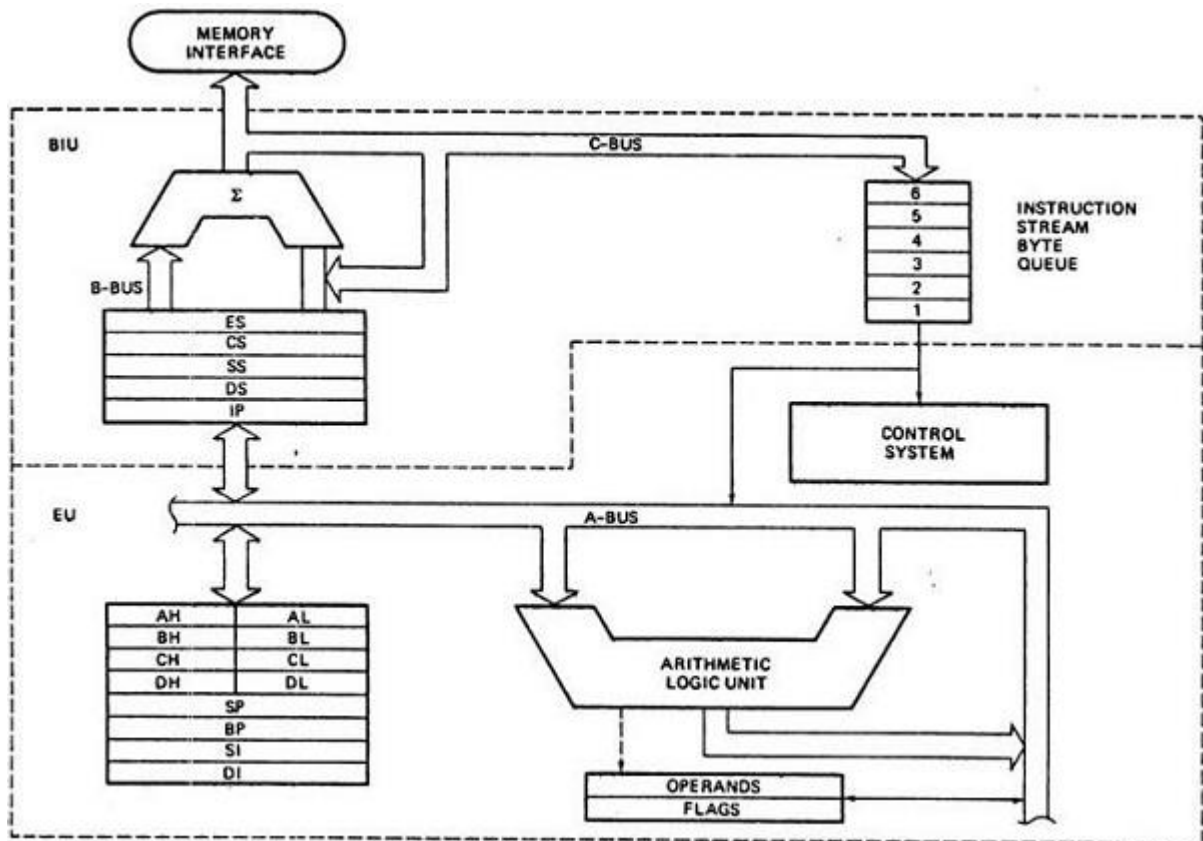 MEMORY
INTERFACE
BIU
C-BUS
Σ
6
5
4
3
2
1
INSTRUCTION
STREAM
BYTE
QUEUE
B-BUS
ES
CS
SS
DS
IP
CONTROL
SYSTEM
EU
A-BUS
AH AL
BH BL
CH CL
DH DL
SP
BP
SI
DI
ARITHMETIC
LOGIC UNIT
OPERANDS
FLAGS